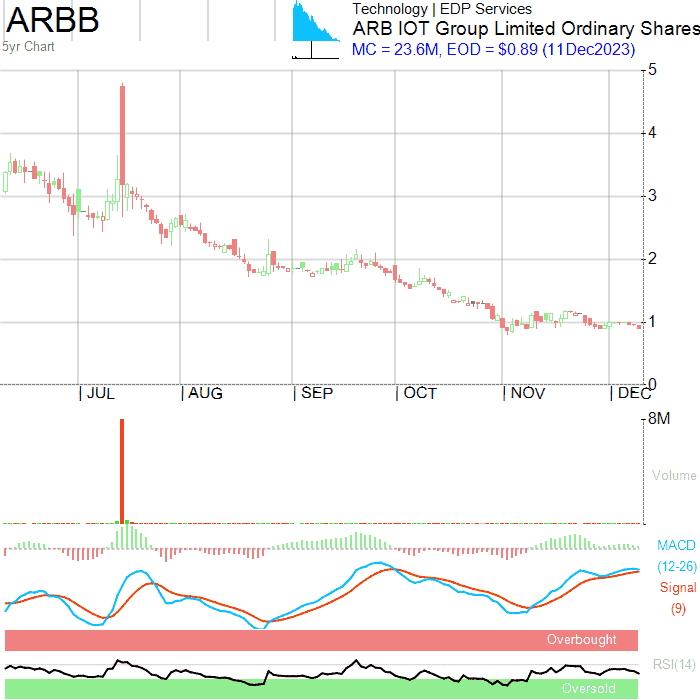 ARBB
5yr Chart
Technology | EDP Services
ARB IOT Group Limited Ordinary Shares
MC = 23.6M, EOD = $0.89 (11Dec2023)
5
4
3
2
1
0
| JUL | AUG | SEP | OCT | NOV | DEC
8M
Volume
MACD
(12-26)
Signal
(9)
Overbought
RSI(14)
Oversold